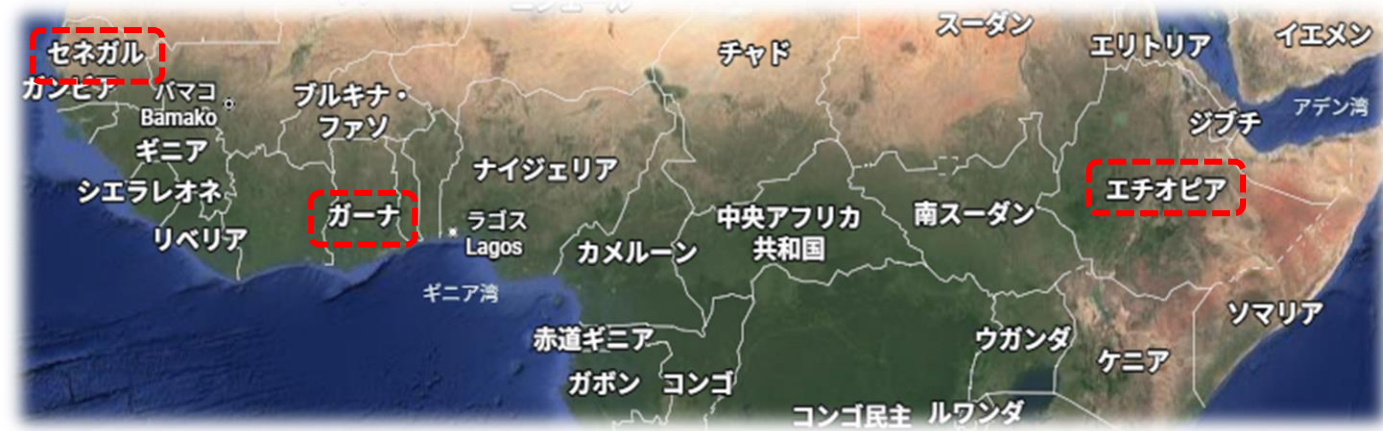 ニジェール
スーダン
セネガル
チャド
エリトリア
イエメン
ガンビア
バマコ
Bamako
ブルキナ・
ファソ
アデン湾
ジブチ
ギニア
ナイジェリア
シエラレオネ
エチオピア
ガーナ
ラゴス
Lagos
中央アフリカ
共和国
南スーダン
リベリア
カメルーン
ギニア湾
ソマリア
赤道ギニア
ウガンダ
ケニア
ガボン
コンゴ
コンゴ民主
ルワンダ